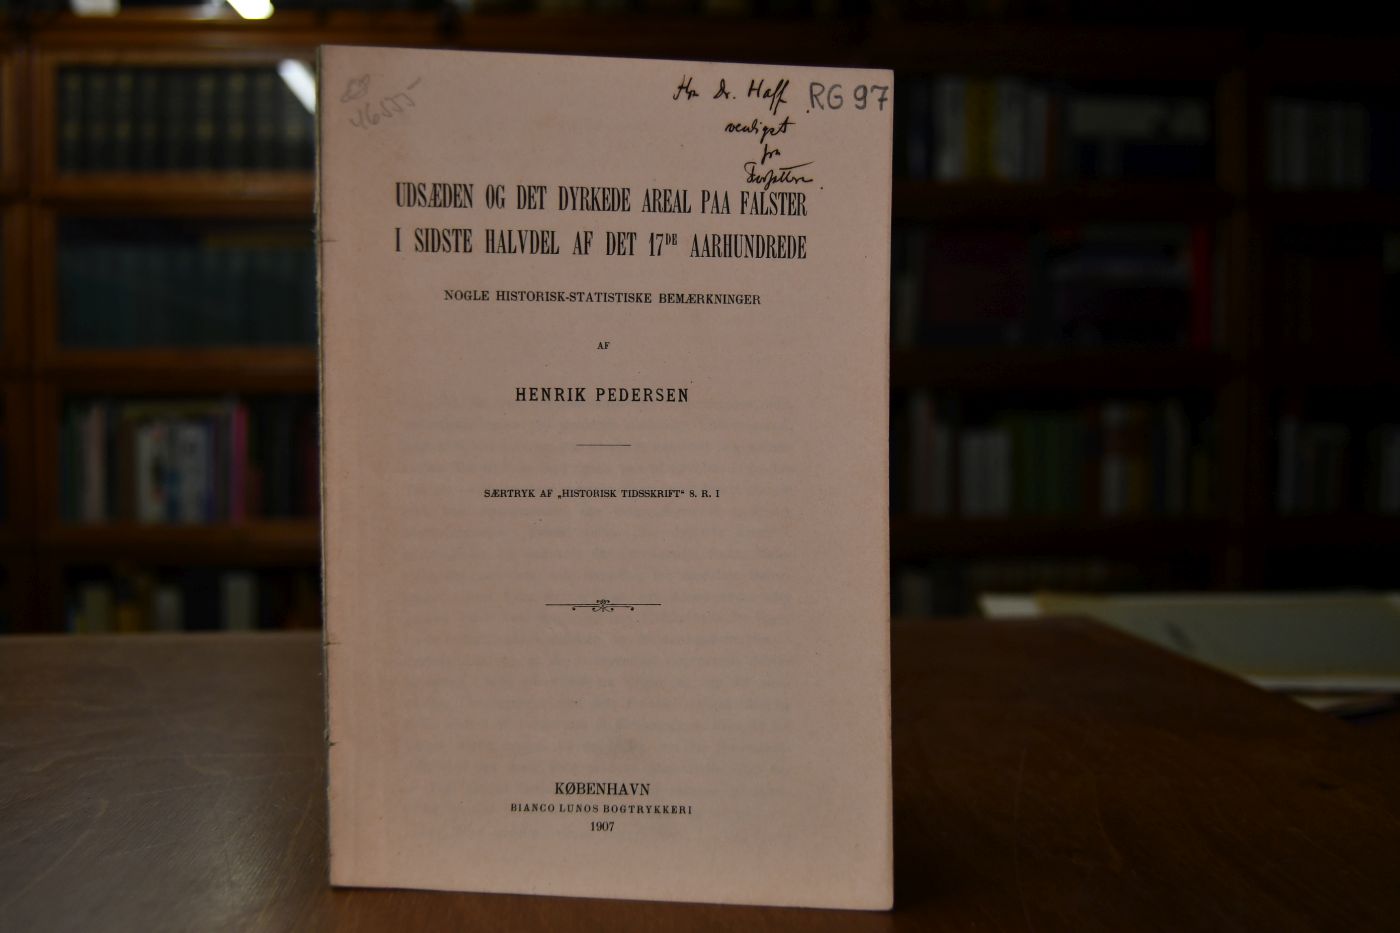 Hr. Dr. Haff RG 97
venligst
fra
Forfatteren.
UDSÆDEN OG DET DYRKEDE AREAL PAA FALSTER
I SIDSTE HALVDEL AF DET 17DE AARHUNDREDE
NOGLE HISTORISK-STATISTISKE BEMÆRKNINGER
AF
HENRIK PEDERSEN
SÆRTRYK AF „HISTORISK TIDSSKRIFT“ 8. R. I
KØBENHAVN
BIANCO LUNOS BOGTRYKKERI
1907